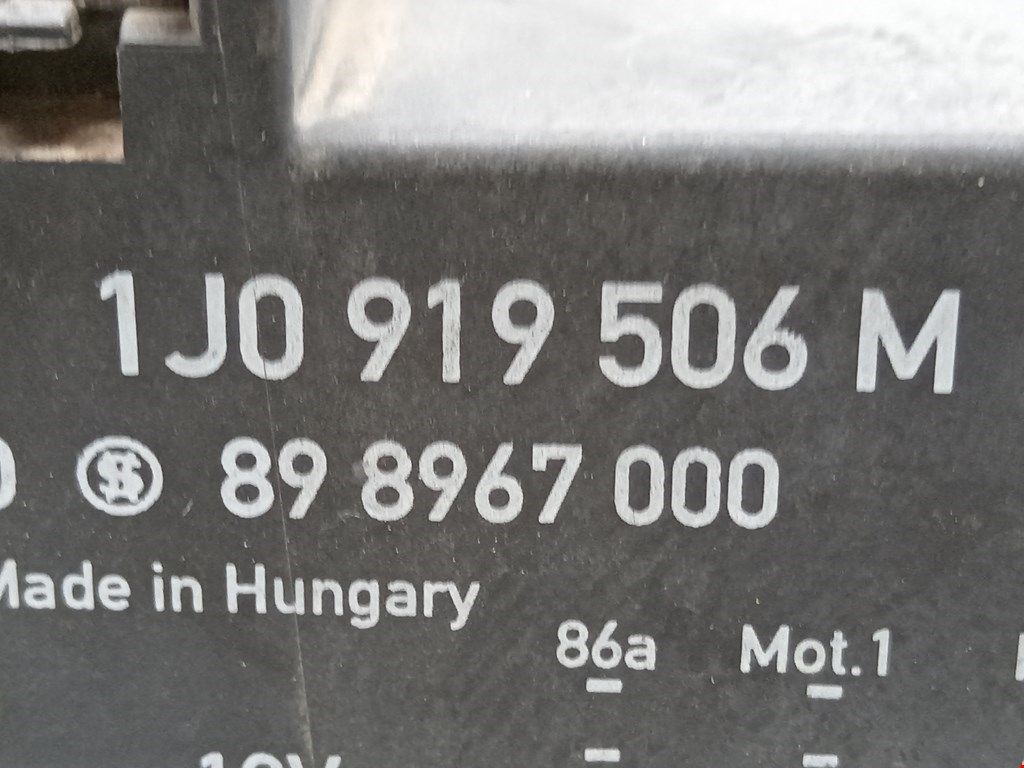 1J0 919 506 M
89 8967 000
Made in Hungary
86a Mot.1